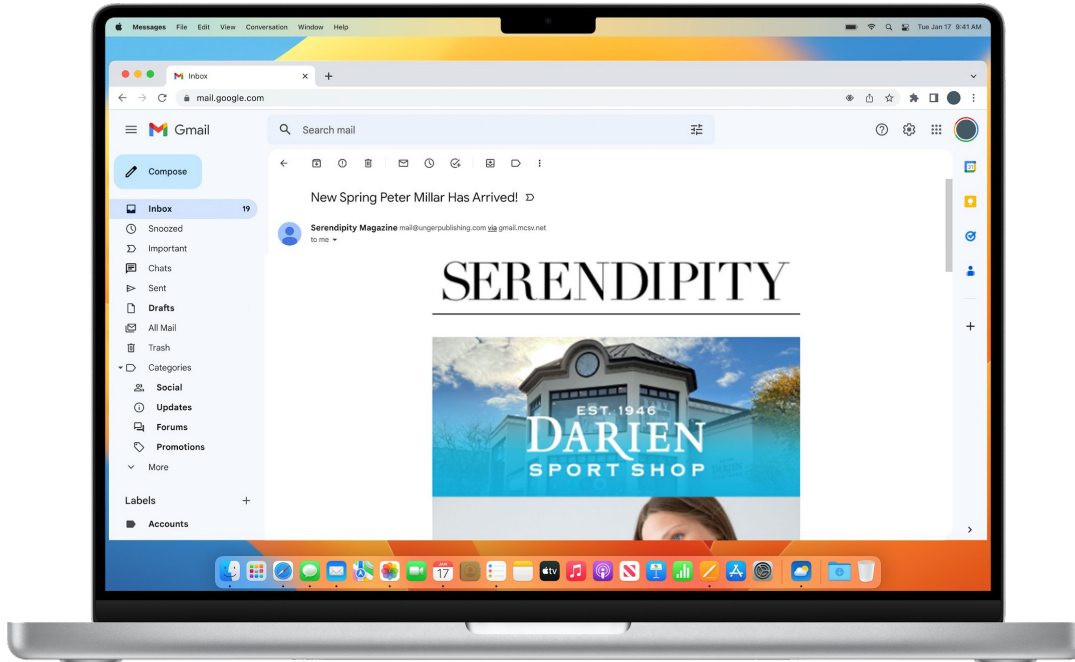 Messages File Edit View Conversation Window Help
Tue Jan 17 9:41 AM
Inbox
mail.google.com
Gmail
Search mail
Compose
New Spring Peter Millar Has Arrived!
Inbox 19
Serendipity Magazine mail@ungerpublishing.com via gmail.mcsv.net
to me
Snoozed
Important
Chats
Sent
Drafts
All Mail
Trash
Categories
Social
Updates
Forums
Promotions
More
Labels
Accounts
SERENDIPITY
EST. 1946
DARIEN
SPORT SHOP
JAN
17
tv